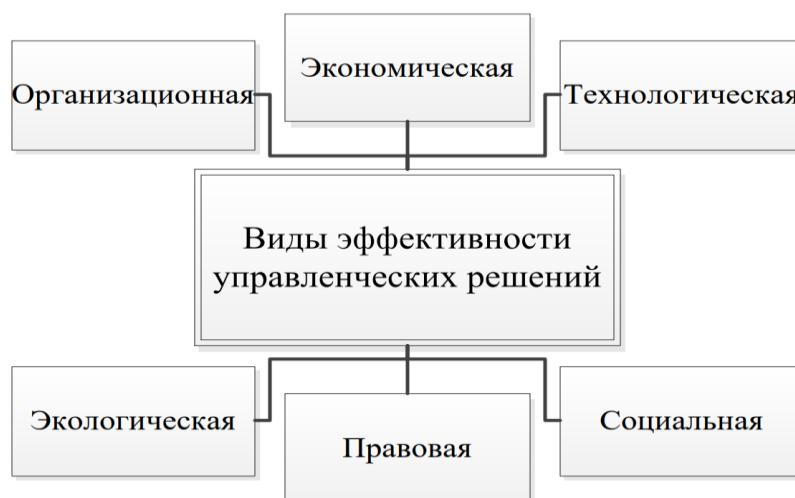 Организационная
Экономическая
Технологическая
Виды эффективности
управленческих решений
Экологическая
Правовая
Социальная